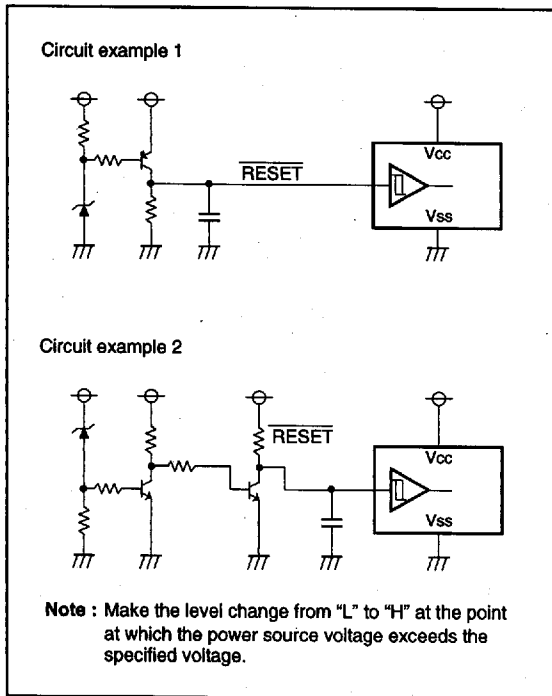 Circuit example 1
RESET
Vcc
Vss
Circuit example 2
RESET
Vcc
Vss
Note : Make the level change from “L” to “H” at the point
at which the power source voltage exceeds the
specified voltage.